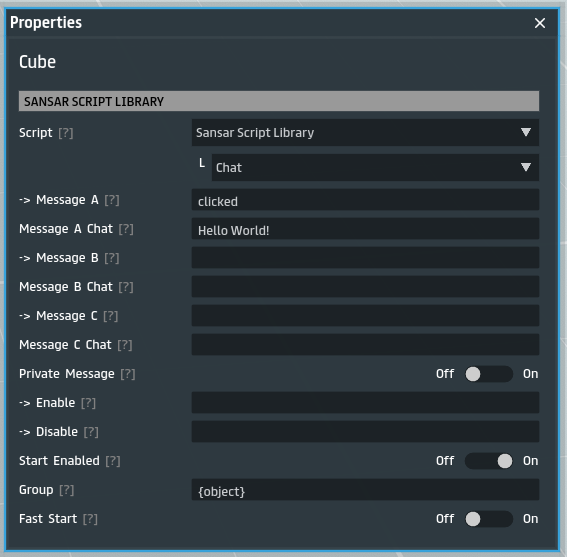 Properties
Cube
SANSAR SCRIPT LIBRARY
Script [?] Sansar Script Library
Chat
-> Message A [?] clicked
Message A Chat [?] Hello World!
-> Message B [?]
Message B Chat [?]
-> Message C [?]
Message C Chat [?]
Private Message [?] Off On
-> Enable [?]
-> Disable [?]
Start Enabled [?] Off On
Group [?] {object}
Fast Start [?] Off On